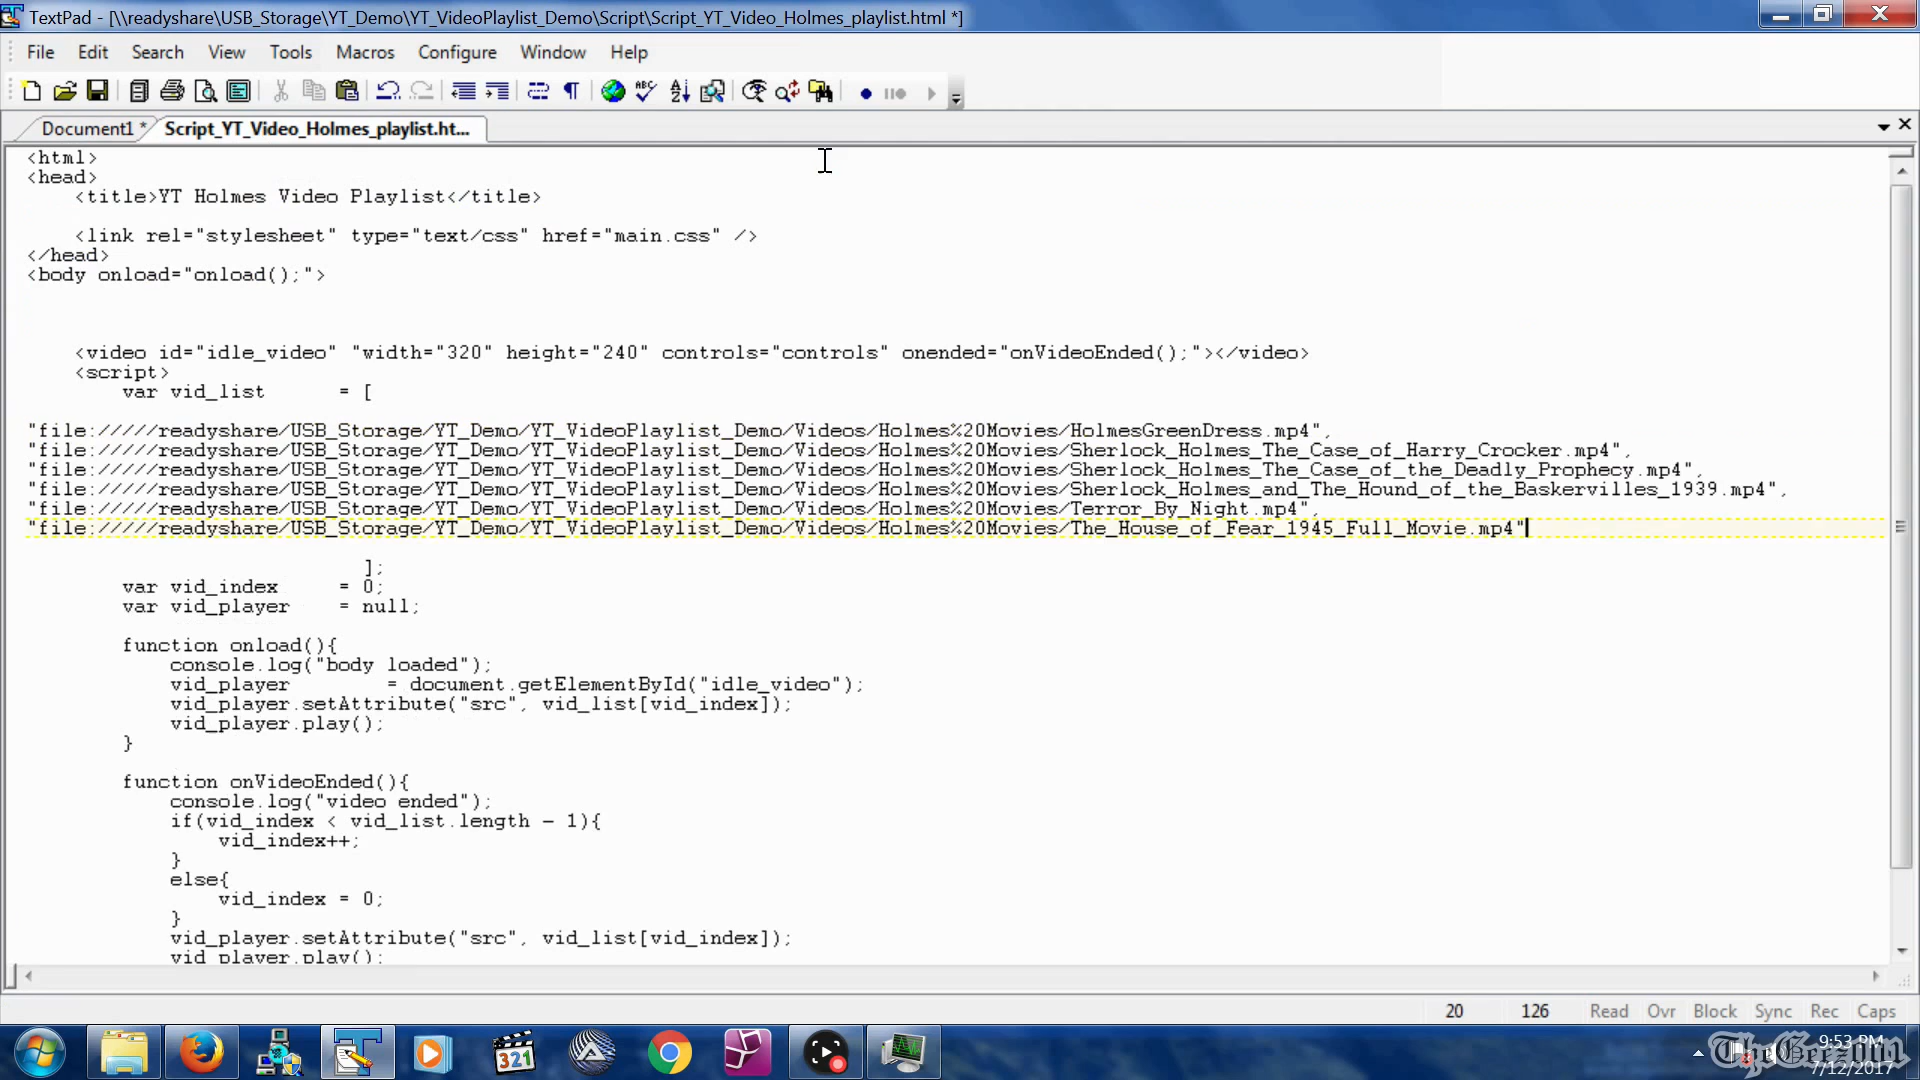 TextPad - [\\readyshare\USB_Storage\YT_Demo\YT_VideoPlaylist_Demo\Script\Script_YT_Video_Holmes_playlist.html *]
File Edit Search View Tools Macros Configure Window Help
Document1 * Script_YT_Video_Holmes_playlist.ht...
<html>
<head>
<title>YT Holmes Video Playlist</title>
<link rel="stylesheet" type="text/css" href="main.css" />
</head>
<body onload="onload();">
<video id="idle_video" "width="320" height="240" controls="controls" onended="onVideoEnded();"></video>
<script>
var vid_list = [
"file://///readyshare/USB_Storage/YT_Demo/YT_VideoPlaylist_Demo/Videos/Holmes%20Movies/HolmesGreenDress.mp4",
"file://///readyshare/USB_Storage/YT_Demo/YT_VideoPlaylist_Demo/Videos/Holmes%20Movies/Sherlock_Holmes_The_Case_of_Harry_Crocker.mp4",
"file://///readyshare/USB_Storage/YT_Demo/YT_VideoPlaylist_Demo/Videos/Holmes%20Movies/Sherlock_Holmes_The_Case_of_the_Deadly_Prophecy.mp4",
"file://///readyshare/USB_Storage/YT_Demo/YT_VideoPlaylist_Demo/Videos/Holmes%20Movies/Sherlock_Holmes_and_The_Hound_of_the_Baskervilles_1939.mp4",
"file://///readyshare/USB_Storage/YT_Demo/YT_VideoPlaylist_Demo/Videos/Holmes%20Movies/Terror_By_Night.mp4",
"file://///readyshare/USB_Storage/YT_Demo/YT_VideoPlaylist_Demo/Videos/Holmes%20Movies/The_House_of_Fear_1945_Full_Movie.mp4"
];
var vid_index = 0;
var vid_player = null;
function onload(){
console.log("body loaded");
vid_player = document.getElementById("idle_video");
vid_player.setAttribute("src", vid_list[vid_index]);
vid_player.play();
}
function onVideoEnded(){
console.log("video ended");
if(vid_index < vid_list.length - 1){
vid_index++;
}
else{
vid_index = 0;
}
vid_player.setAttribute("src", vid_list[vid_index]);
vid_player.play();
20 126 Read Ovr Block Sync Rec Caps
321
9:53 PM
7/12/2017